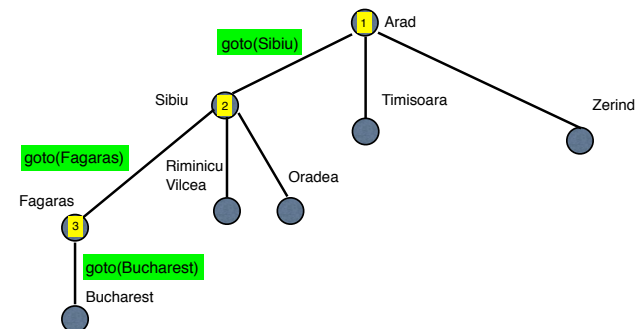 1 Arad
goto(Sibiu)
Sibiu 2 Timisoara Zerind
goto(Fagaras) Riminicu
Vilcea Oradea
Fagaras
3
goto(Bucharest)
Bucharest